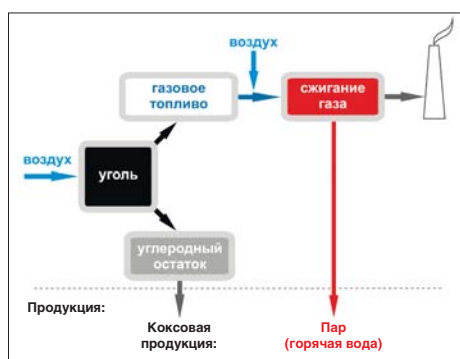 воздух
газовое
топливо
сжигание
газа
воздух
уголь
углеродный
остаток
Продукция:
Коксовая
продукция:
Пар
(горячая вода)